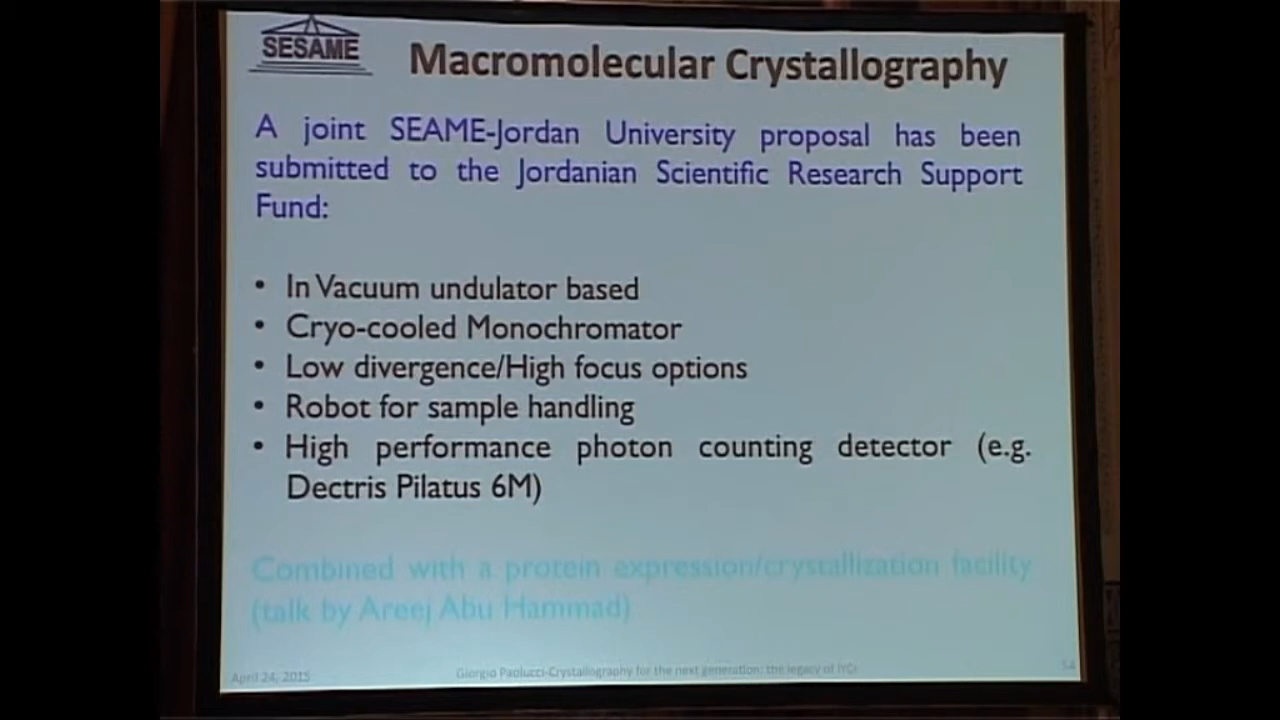 SESAME
Macromolecular Crystallography
A joint SEAME-Jordan University proposal has been
submitted to the Jordanian Scientific Research Support
Fund:
• In Vacuum undulator based
• Cryo-cooled Monochromator
• Low divergence/High focus options
• Robot for sample handling
• High performance photon counting detector (e.g.
Dectris Pilatus 6M)
Combined with a protein expression/crystallization facility
(talk by Areej Abu Hammad)
April 24, 2015
Giorgio Paolucci-Crystallography for the next generation: the legacy of IYCr